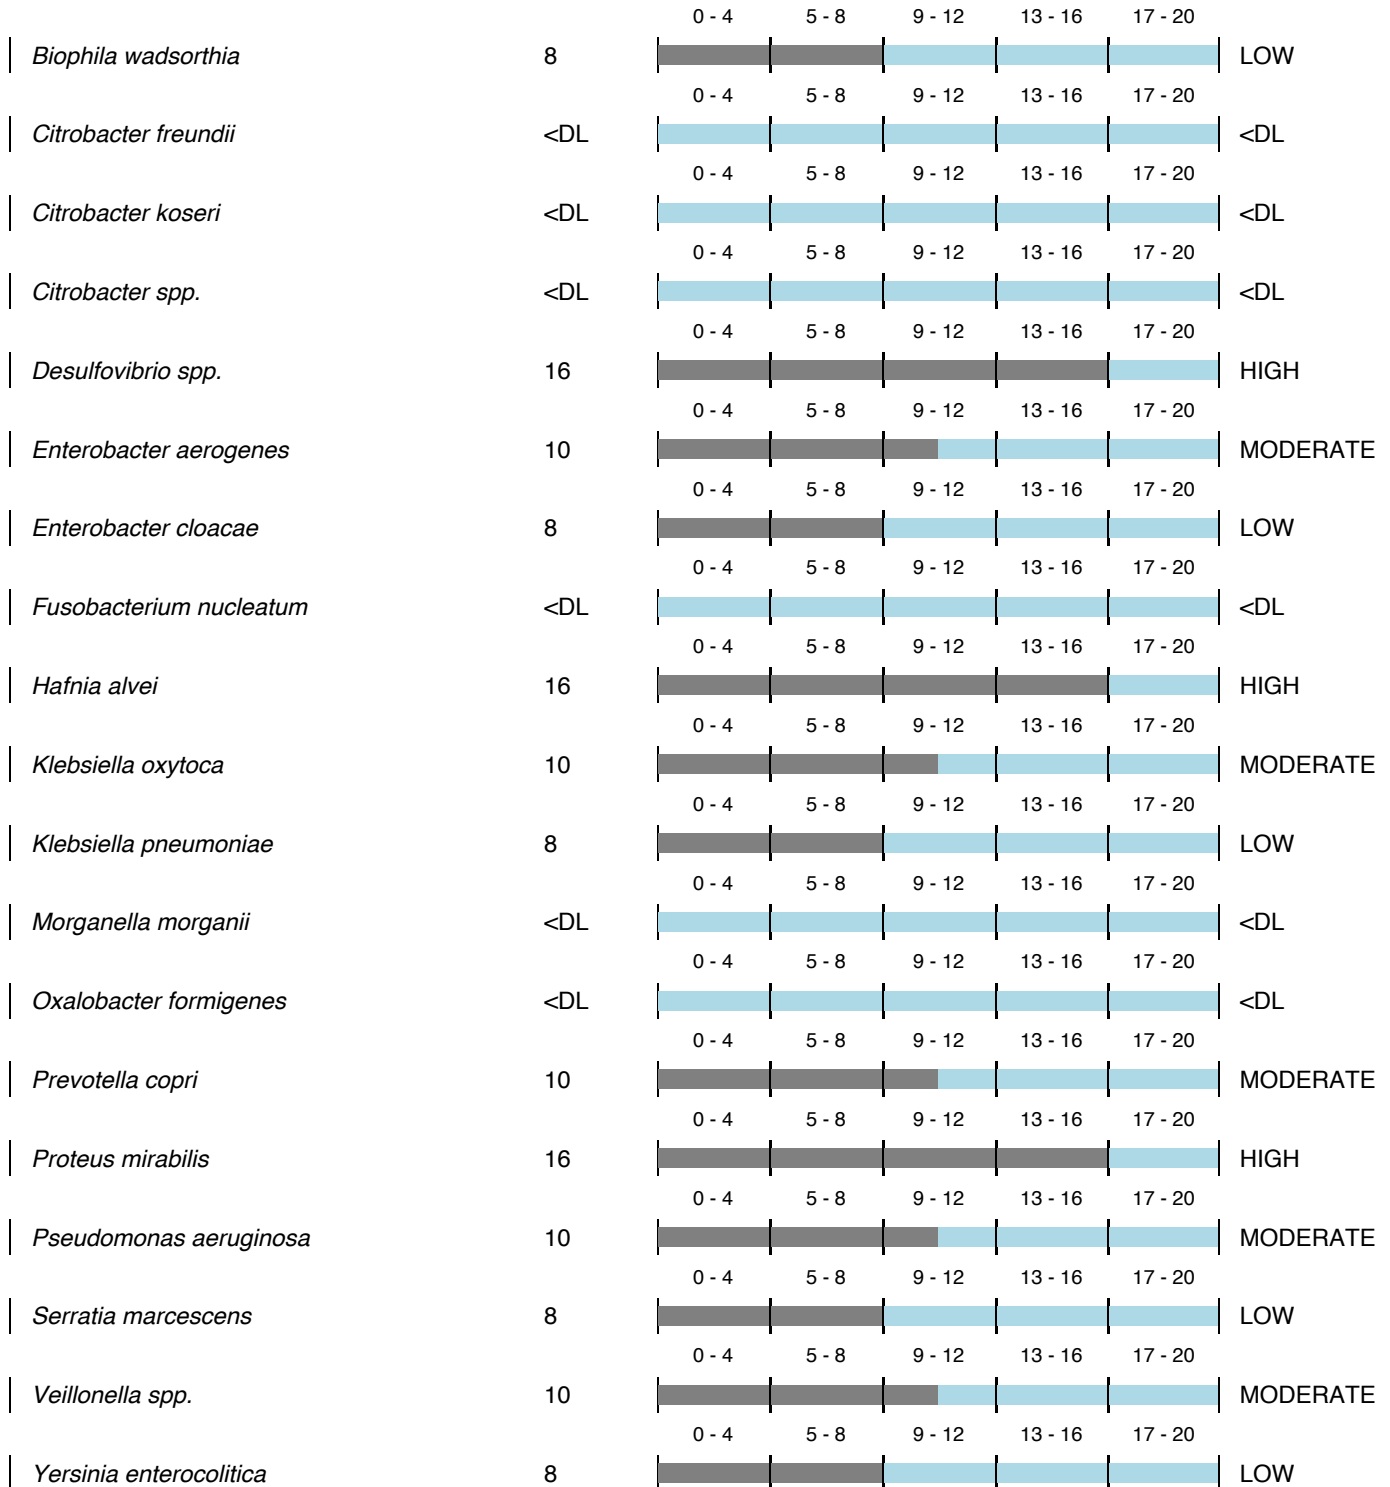 0 - 4 5 - 8 9 - 12 13 - 16 17 - 20
Biophila wadsorthia 8 LOW
0 - 4 5 - 8 9 - 12 13 - 16 17 - 20
Citrobacter freundii <DL <DL
0 - 4 5 - 8 9 - 12 13 - 16 17 - 20
Citrobacter koseri <DL <DL
0 - 4 5 - 8 9 - 12 13 - 16 17 - 20
Citrobacter spp. <DL <DL
0 - 4 5 - 8 9 - 12 13 - 16 17 - 20
Desulfovibrio spp. 16 HIGH
0 - 4 5 - 8 9 - 12 13 - 16 17 - 20
Enterobacter aerogenes 10 MODERATE
0 - 4 5 - 8 9 - 12 13 - 16 17 - 20
Enterobacter cloacae 8 LOW
0 - 4 5 - 8 9 - 12 13 - 16 17 - 20
Fusobacterium nucleatum <DL <DL
0 - 4 5 - 8 9 - 12 13 - 16 17 - 20
Hafnia alvei 16 HIGH
0 - 4 5 - 8 9 - 12 13 - 16 17 - 20
Klebsiella oxytoca 10 MODERATE
0 - 4 5 - 8 9 - 12 13 - 16 17 - 20
Klebsiella pneumoniae 8 LOW
0 - 4 5 - 8 9 - 12 13 - 16 17 - 20
Morganella morganii <DL <DL
0 - 4 5 - 8 9 - 12 13 - 16 17 - 20
Oxalobacter formigenes <DL <DL
0 - 4 5 - 8 9 - 12 13 - 16 17 - 20
Prevotella copri 10 MODERATE
0 - 4 5 - 8 9 - 12 13 - 16 17 - 20
Proteus mirabilis 16 HIGH
0 - 4 5 - 8 9 - 12 13 - 16 17 - 20
Pseudomonas aeruginosa 10 MODERATE
0 - 4 5 - 8 9 - 12 13 - 16 17 - 20
Serratia marcescens 8 LOW
0 - 4 5 - 8 9 - 12 13 - 16 17 - 20
Veillonella spp. 10 MODERATE
0 - 4 5 - 8 9 - 12 13 - 16 17 - 20
Yersinia enterocolitica 8 LOW